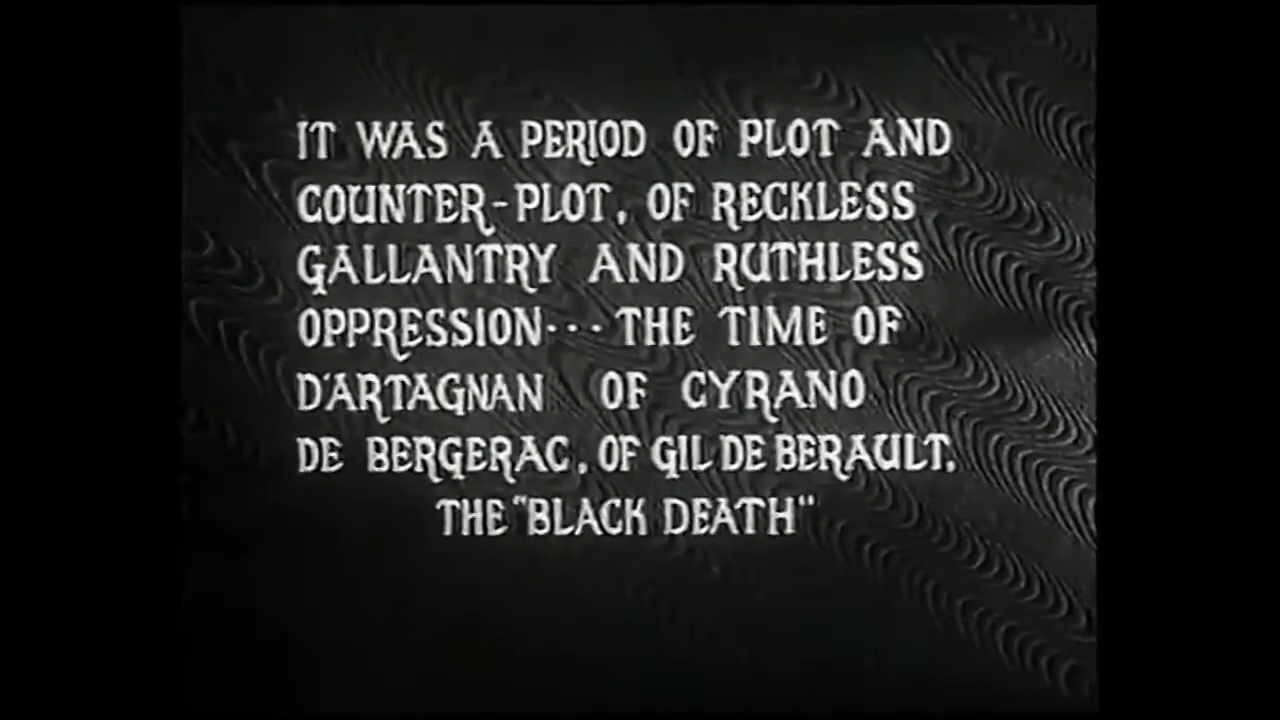 IT WAS A PERIOD OF PLOT AND
COUNTER-PLOT, OF RECKLESS
GALLANTRY AND RUTHLESS
OPPRESSION··· THE TIME OF
D'ARTAGNAN OF CYRANO
DE BERGERAC, OF GIL DE BERAULT,
THE "BLACK DEATH"